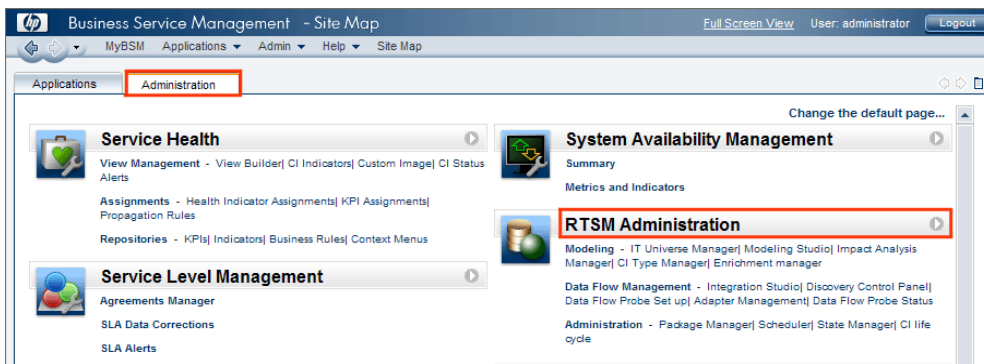 hp Business Service Management - Site Map Full Screen View User: administrator Logout
MyBSM Applications Admin Help Site Map
Applications Administration
Change the default page...
Service Health
View Management - View Builder| CI Indicators| Custom Image| CI Status
Alerts
Assignments - Health Indicator Assignments| KPI Assignments|
Propagation Rules
Repositories - KPIs| Indicators| Business Rules| Context Menus
Service Level Management
Agreements Manager
SLA Data Corrections
SLA Alerts
System Availability Management
Summary
Metrics and Indicators
RTSM Administration
Modeling - IT Universe Manager| Modeling Studio| Impact Analysis
Manager| CI Type Manager| Enrichment manager
Data Flow Management - Integration Studio| Discovery Control Panel|
Data Flow Probe Set up| Adapter Management| Data Flow Probe Status
Administration - Package Manager| Scheduler| State Manager| CI life
cycle